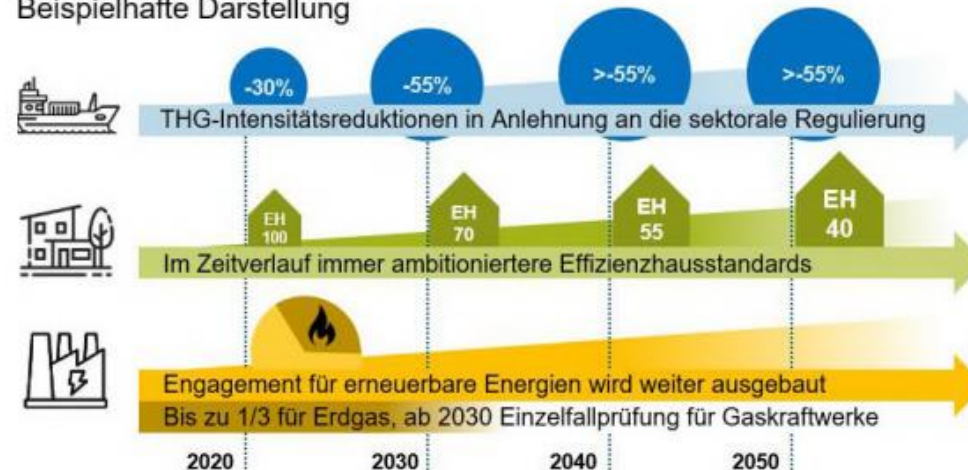 Beispielhafte Darstellung
-30%
-55%
>-55%
>-55%
THG-Intensitätsreduktionen in Anlehnung an die sektorale Regulierung
EH
100
EH
70
EH
55
EH
40
Im Zeitverlauf immer ambitioniertere Effizienzhausstandards
Engagement für erneuerbare Energien wird weiter ausgebaut
Bis zu 1/3 für Erdgas, ab 2030 Einzelfallprüfung für Gaskraftwerke
2020
2030
2040
2050